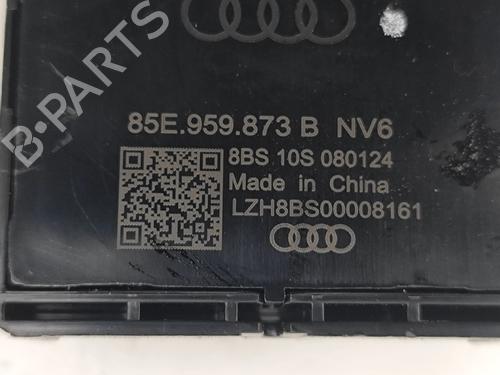 85E.959.873 B NV6
8BS 10S 080124
Made in China
LZH8BS00008161
B-PARTS